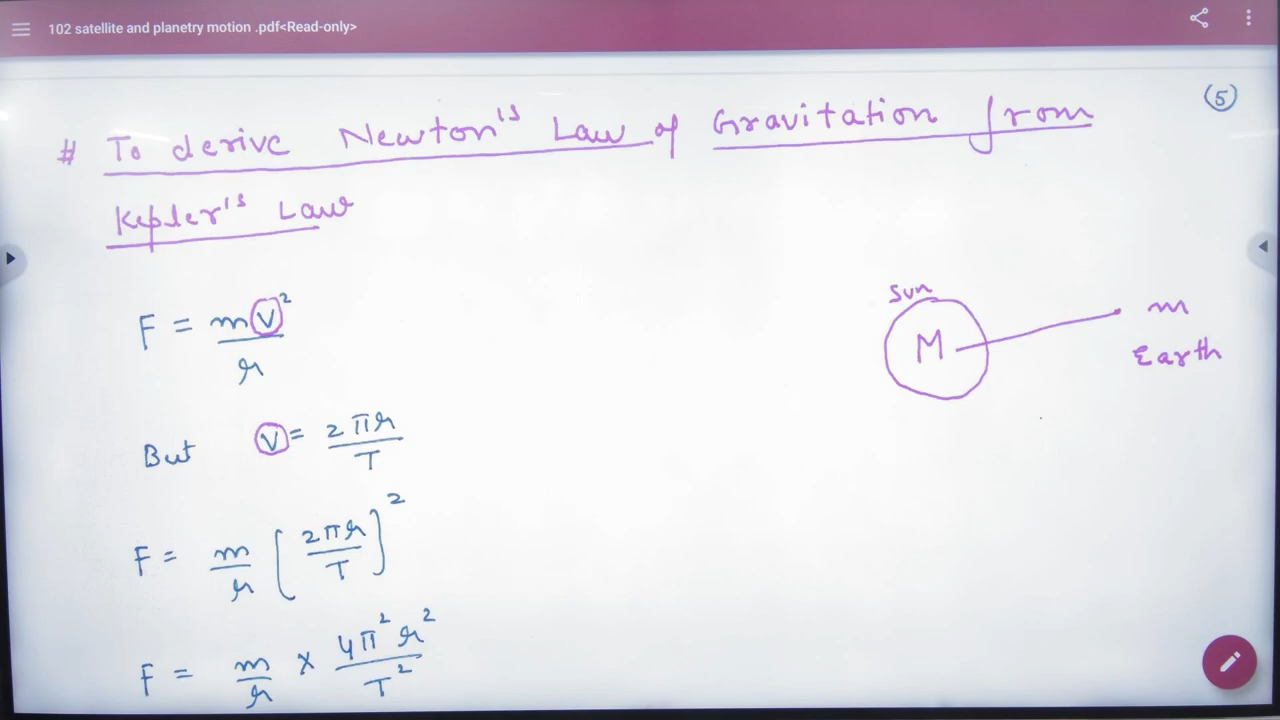 102 satellite and planetry motion .pdf<Read-only>
(5)
# To derive Newton's Law of Gravitation from
Kepler's Law
F = mv²/r
But v = 2πr/T
F = m/r [2πr/T]²
F = m/r × 4π²r²/T²
Sun
M
m
Earth